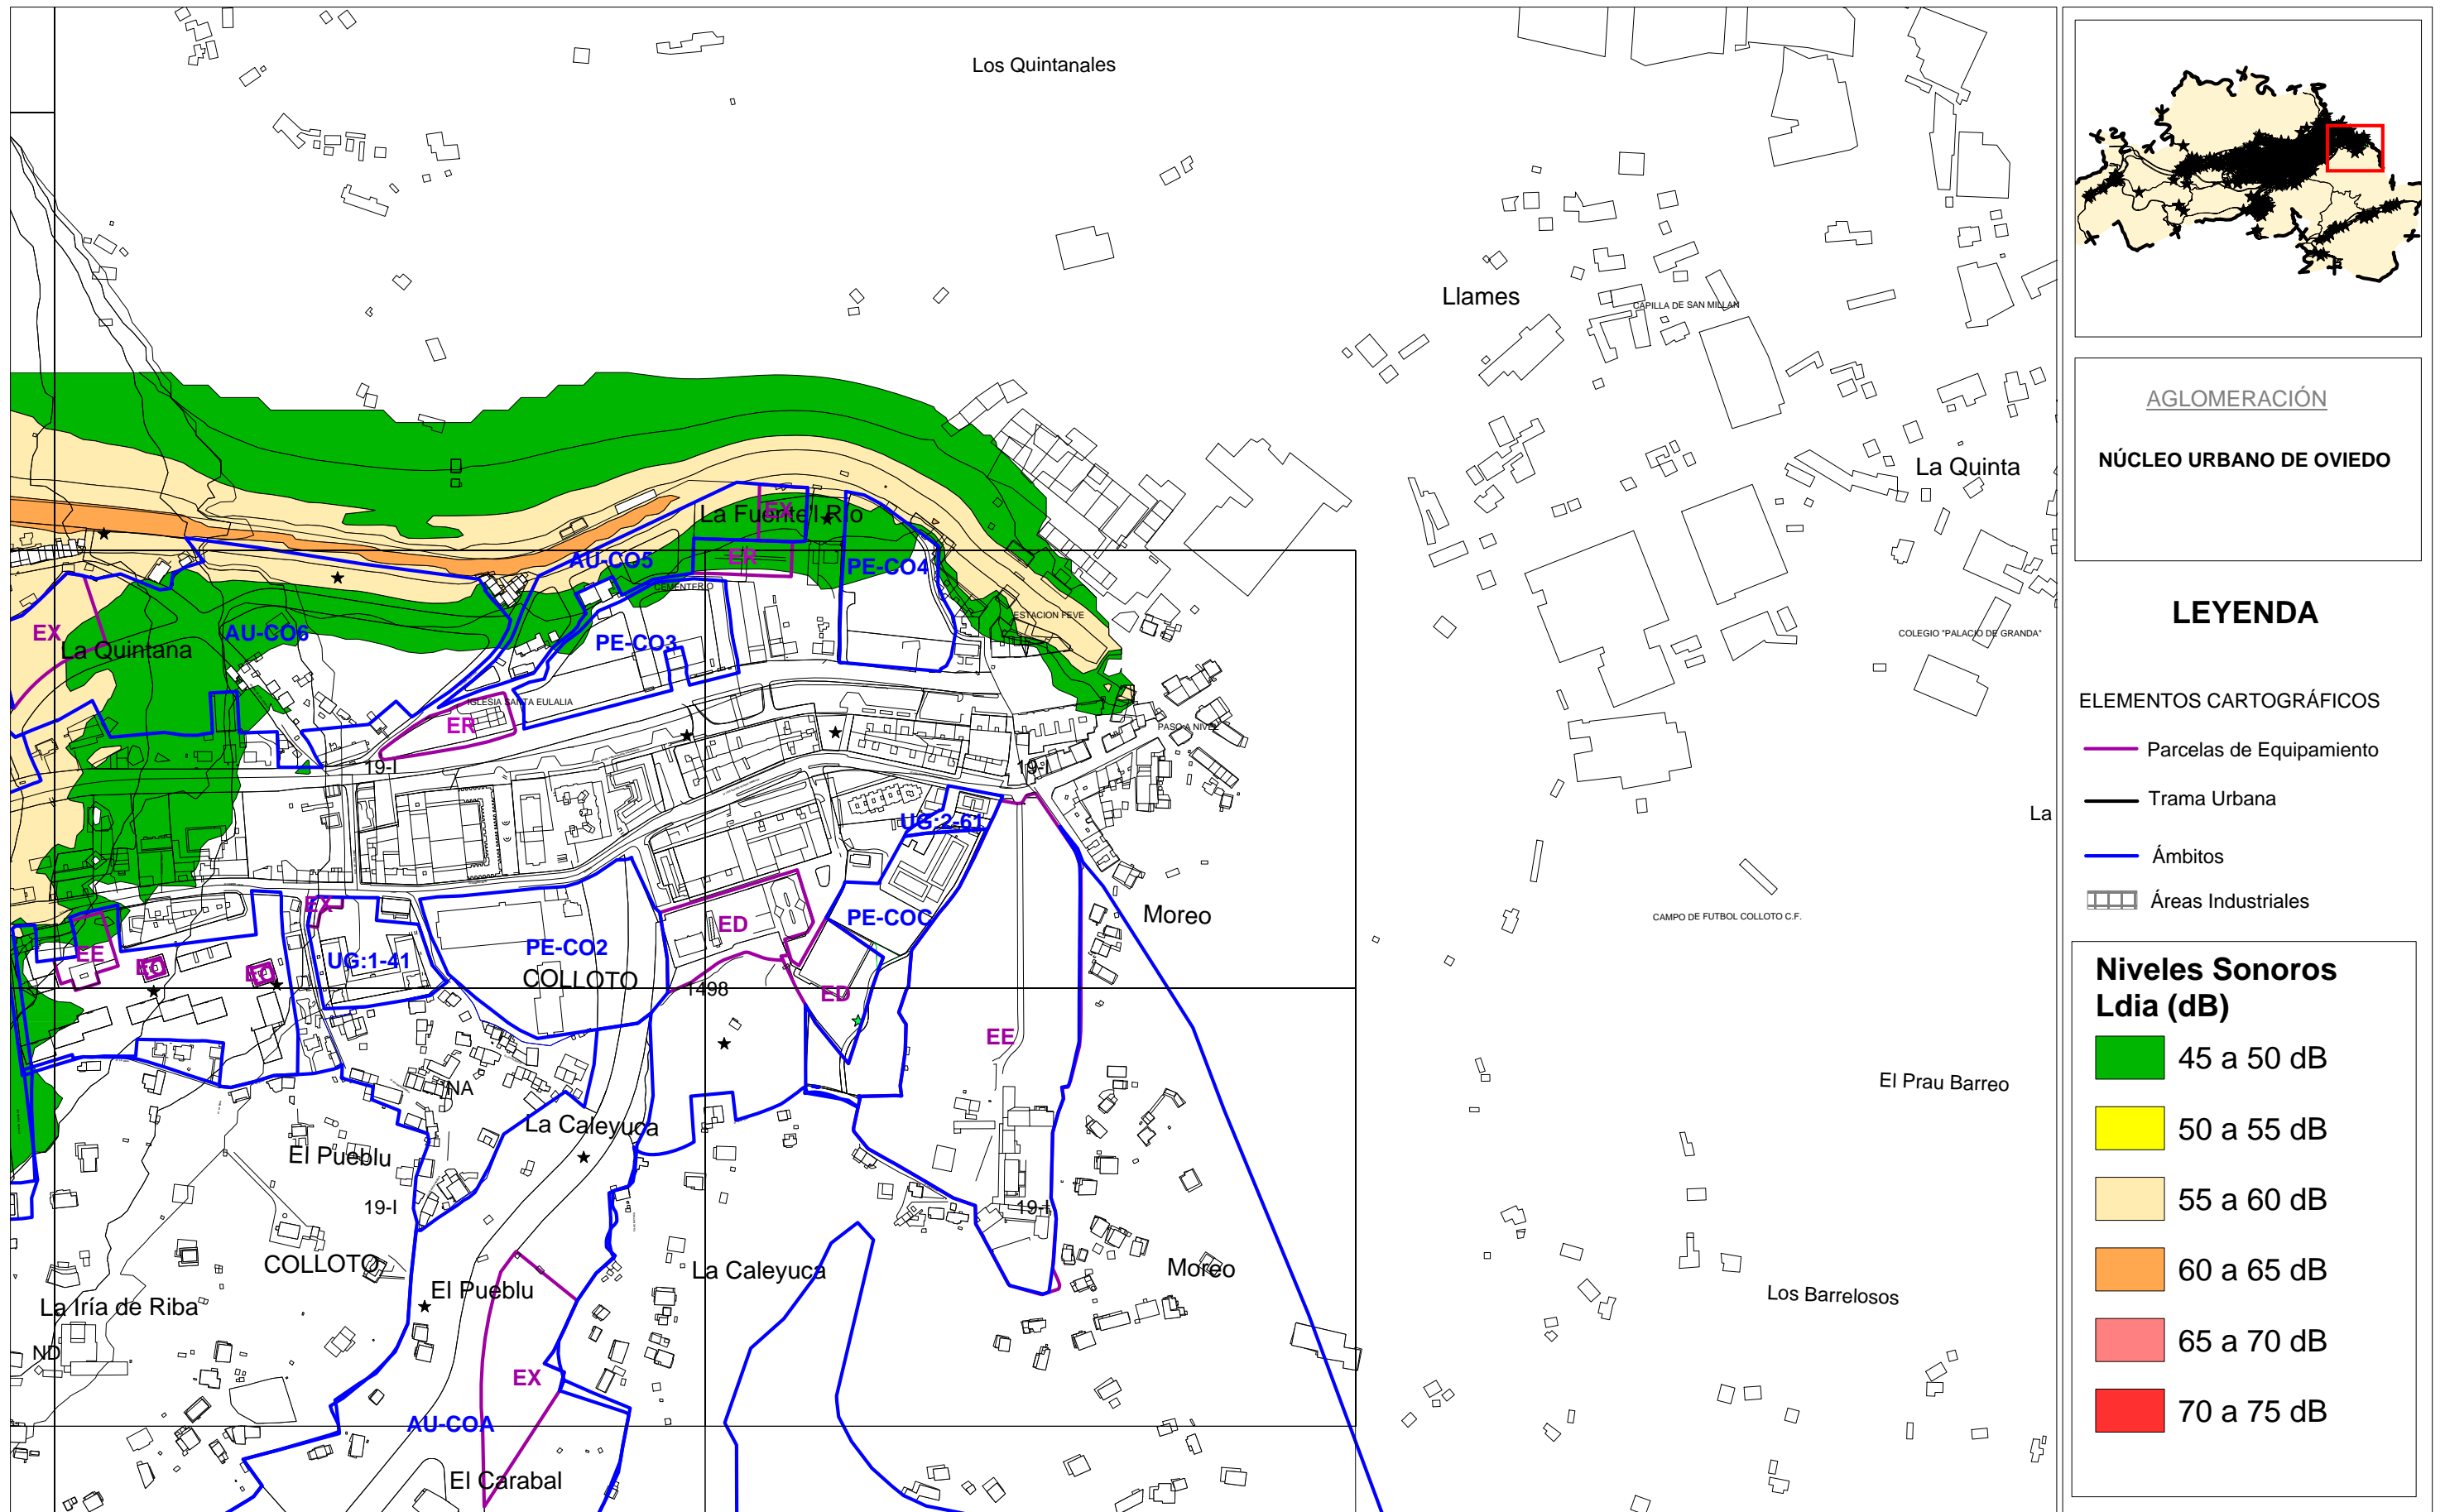 Los Quintanales
Llames
CAPILLA DE SAN MILLAN
La Quinta
La Fuente'l Río
EX
AU-CO5
ER
PE-CO4
CEMENTERIO
ESTACION FEVE
EX
La Quintana
AU-CO6
PE-CO3
COLEGIO "PALACIO DE GRANDA"
IGLESIA SANTA EULALIA
ER
PASO A NIVEL
19-I
19-I
UG:2-61
La
EX
ED
PE-COC
Moreo
CAMPO DE FUTBOL COLLOTO C.F.
EE
UG:1-41
PE-CO2
COLLOTO
1498
ED
EE
NA
El Prau Barreo
La Caleyuca
El Pueblu
19-I
19-I
COLLOTO
La Caleyuca
Moreo
El Pueblu
La Iría de Riba
Los Barrelosos
ND
EX
AU-COA
El Carabal
AGLOMERACIÓN
NÚCLEO URBANO DE OVIEDO
LEYENDA
ELEMENTOS CARTOGRÁFICOS
Parcelas de Equipamiento
Trama Urbana
Ámbitos
Áreas Industriales
Niveles Sonoros
Ldia (dB)
45 a 50 dB
50 a 55 dB
55 a 60 dB
60 a 65 dB
65 a 70 dB
70 a 75 dB